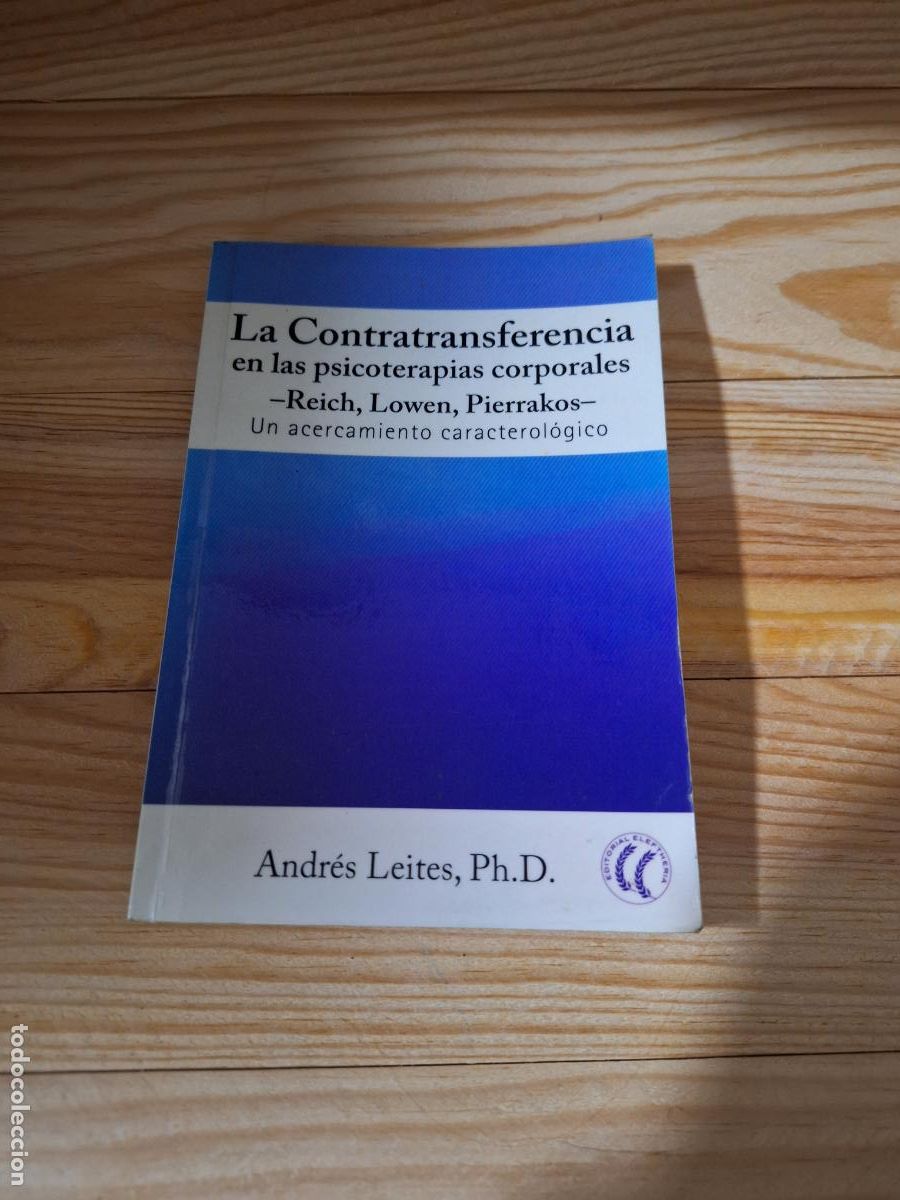 La Contratransferencia
en las psicoterapias corporales
–Reich, Lowen, Pierrakos–
Un acercamiento caracterológico
Andrés Leites, Ph.D.
EDITORIAL ELEFTHERIA
todocoleccion